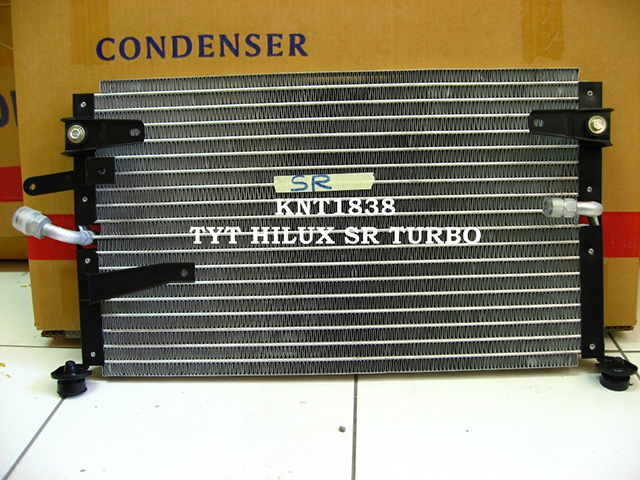 CONDENSER
SR
KNT1838
TYT HILUX SR TURBO